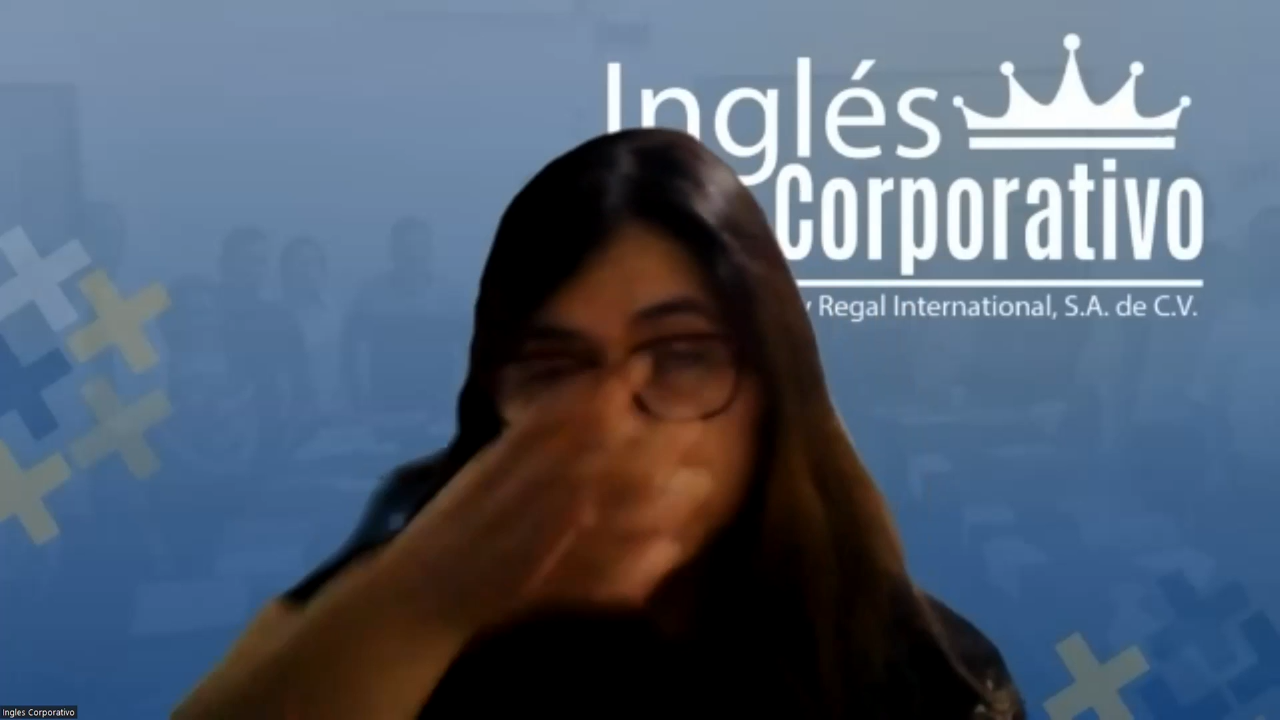 Inglés
Corporativo
y Regal International, S.A. de C.V.
Ingles Corporativo